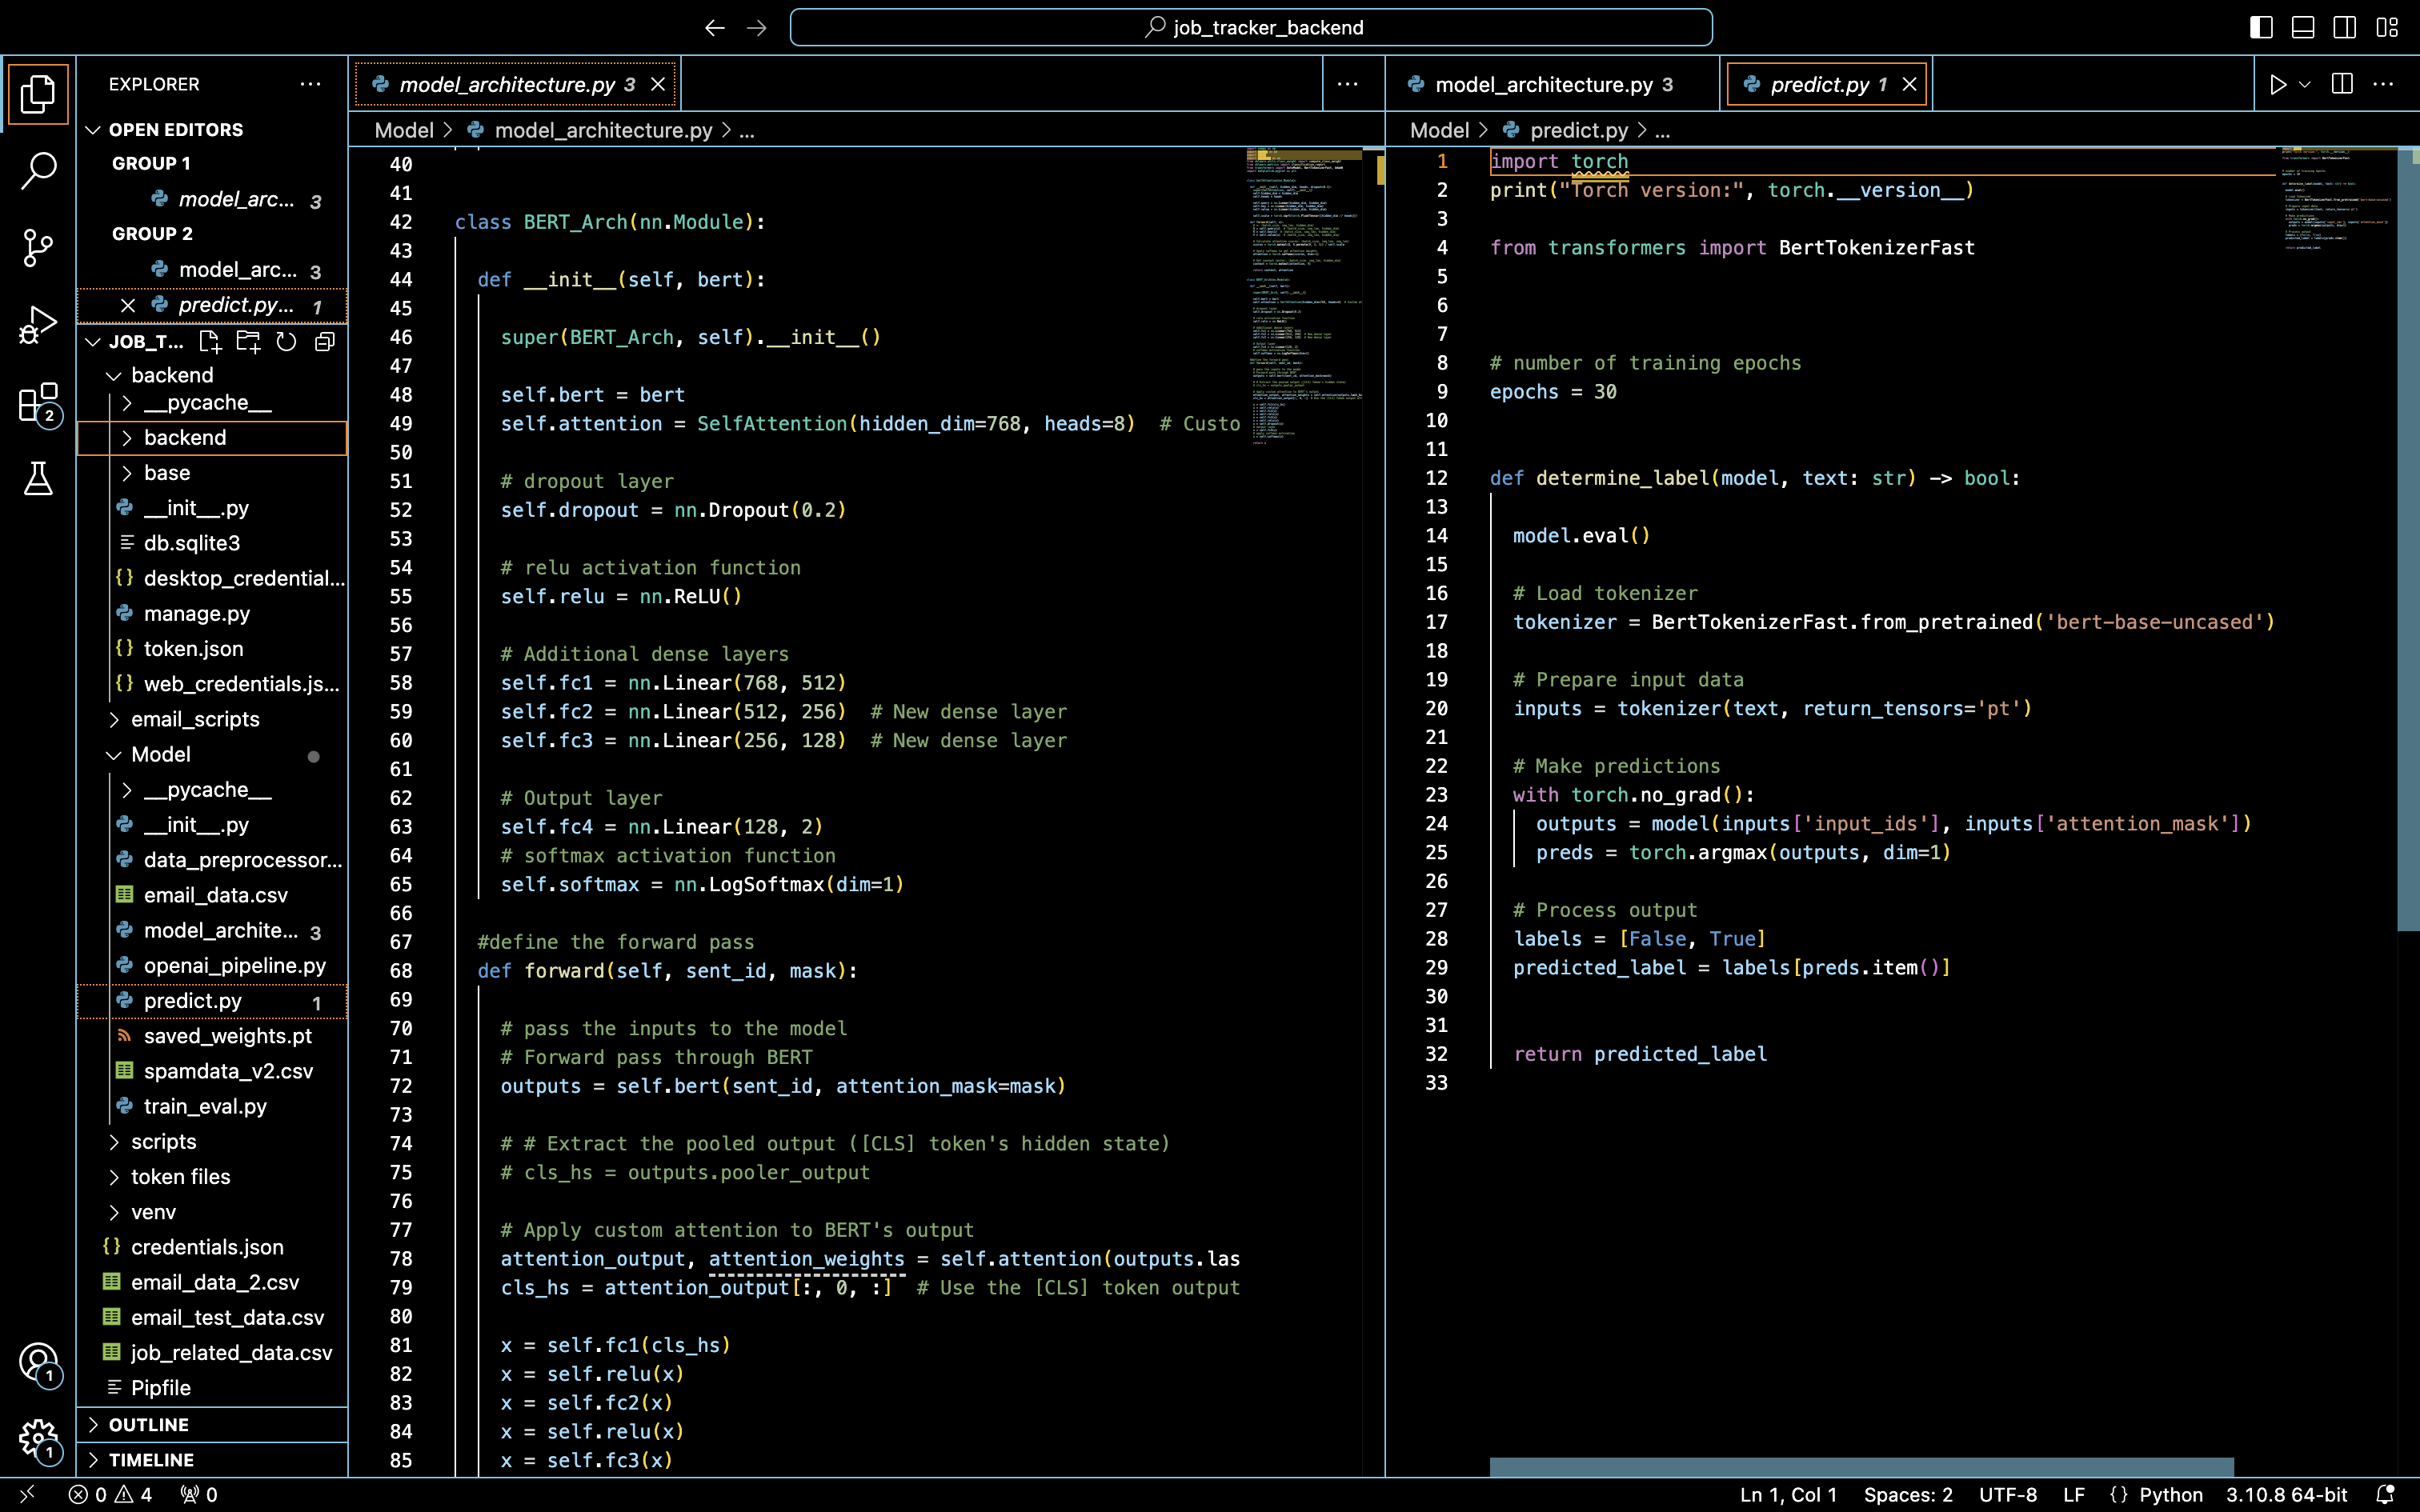 job_tracker_backend
EXPLORER
OPEN EDITORS
GROUP 1
model_arc... 3
GROUP 2
model_arc... 3
predict.py... 1
JOB_T...
backend
__pycache__
backend
base
__init__.py
db.sqlite3
desktop_credential...
manage.py
token.json
web_credentials.js...
email_scripts
Model
__pycache__
__init__.py
data_preprocessor...
email_data.csv
model_archite... 3
openai_pipeline.py
predict.py 1
saved_weights.pt
spamdata_v2.csv
train_eval.py
scripts
token files
venv
credentials.json
email_data_2.csv
email_test_data.csv
job_related_data.csv
Pipfile
OUTLINE
TIMELINE
2
1
1
model_architecture.py 3
Model > model_architecture.py > ...
40
41
42 class BERT_Arch(nn.Module):
43
44 def __init__(self, bert):
45
46 super(BERT_Arch, self).__init__()
47
48 self.bert = bert
49 self.attention = SelfAttention(hidden_dim=768, heads=8) # Custo
50
51 # dropout layer
52 self.dropout = nn.Dropout(0.2)
53
54 # relu activation function
55 self.relu = nn.ReLU()
56
57 # Additional dense layers
58 self.fc1 = nn.Linear(768, 512)
59 self.fc2 = nn.Linear(512, 256) # New dense layer
60 self.fc3 = nn.Linear(256, 128) # New dense layer
61
62 # Output layer
63 self.fc4 = nn.Linear(128, 2)
64 # softmax activation function
65 self.softmax = nn.LogSoftmax(dim=1)
66
67 #define the forward pass
68 def forward(self, sent_id, mask):
69
70 # pass the inputs to the model
71 # Forward pass through BERT
72 outputs = self.bert(sent_id, attention_mask=mask)
73
74 # # Extract the pooled output ([CLS] token's hidden state)
75 # cls_hs = outputs.pooler_output
76
77 # Apply custom attention to BERT's output
78 attention_output, attention_weights = self.attention(outputs.las
79 cls_hs = attention_output[:, 0, :] # Use the [CLS] token output
80
81 x = self.fc1(cls_hs)
82 x = self.relu(x)
83 x = self.fc2(x)
84 x = self.relu(x)
85 x = self.fc3(x)
model_architecture.py 3
predict.py 1
Model > predict.py > ...
1 import torch
2 print("Torch version:", torch.__version__)
3
4 from transformers import BertTokenizerFast
5
6
7
8 # number of training epochs
9 epochs = 30
10
11
12 def determine_label(model, text: str) -> bool:
13
14 model.eval()
15
16 # Load tokenizer
17 tokenizer = BertTokenizerFast.from_pretrained('bert-base-uncased')
18
19 # Prepare input data
20 inputs = tokenizer(text, return_tensors='pt')
21
22 # Make predictions
23 with torch.no_grad():
24 outputs = model(inputs['input_ids'], inputs['attention_mask'])
25 preds = torch.argmax(outputs, dim=1)
26
27 # Process output
28 labels = [False, True]
29 predicted_label = labels[preds.item()]
30
31
32 return predicted_label
33
0 4 0
Ln 1, Col 1 Spaces: 2 UTF-8 LF {} Python 3.10.8 64-bit